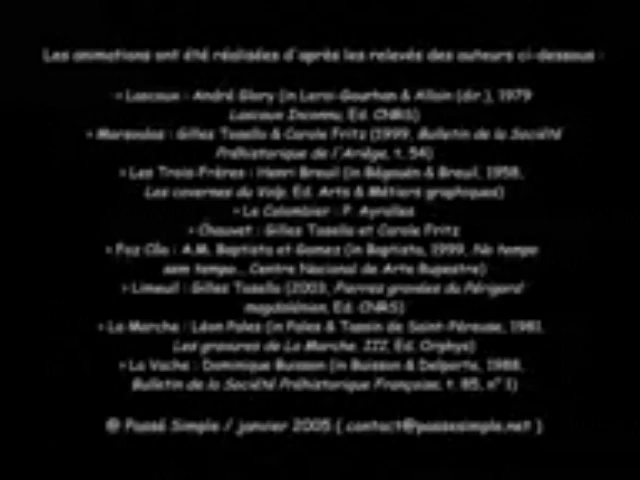 Les animations ont été réalisées d'après les relevés des auteurs ci-dessous :
• Lascaux : André Glory (in Leroi-Gourhan & Allain (dir.), 1979
Lascaux Inconnu, Ed. CNRS)
• Marsoulas : Gilles Tosello & Carole Fritz (1999, Bulletin de la Société
Préhistorique de l'Ariège, t. 54)
• Les Trois-Frères : Henri Breuil (in Bégouën & Breuil, 1958,
Les cavernes du Volp, Ed. Arts & Métiers graphiques)
• Le Colombier : P. Ayroles
• Chauvet : Gilles Tosello et Carole Fritz
• Foz Côa : A.M. Baptista et Gomez (in Baptista, 1999, No tempo
sem tempo... Centro Nacional de Arte Rupestre)
• Limeuil : Gilles Tosello (2003, Pierres gravées du Périgord
magdalénien, Ed. CNRS)
• La Marche : Léon Pales (in Pales & Tassin de Saint-Péreuse, 1981,
Les gravures de La Marche. III, Ed. Orphys)
• La Vache : Dominique Buisson (in Buisson & Delporte, 1988,
Bulletin de la Société Préhistorique Française, t. 85, n° 1)
@ Passé Simple / janvier 2005 ( contact@passesimple.net )